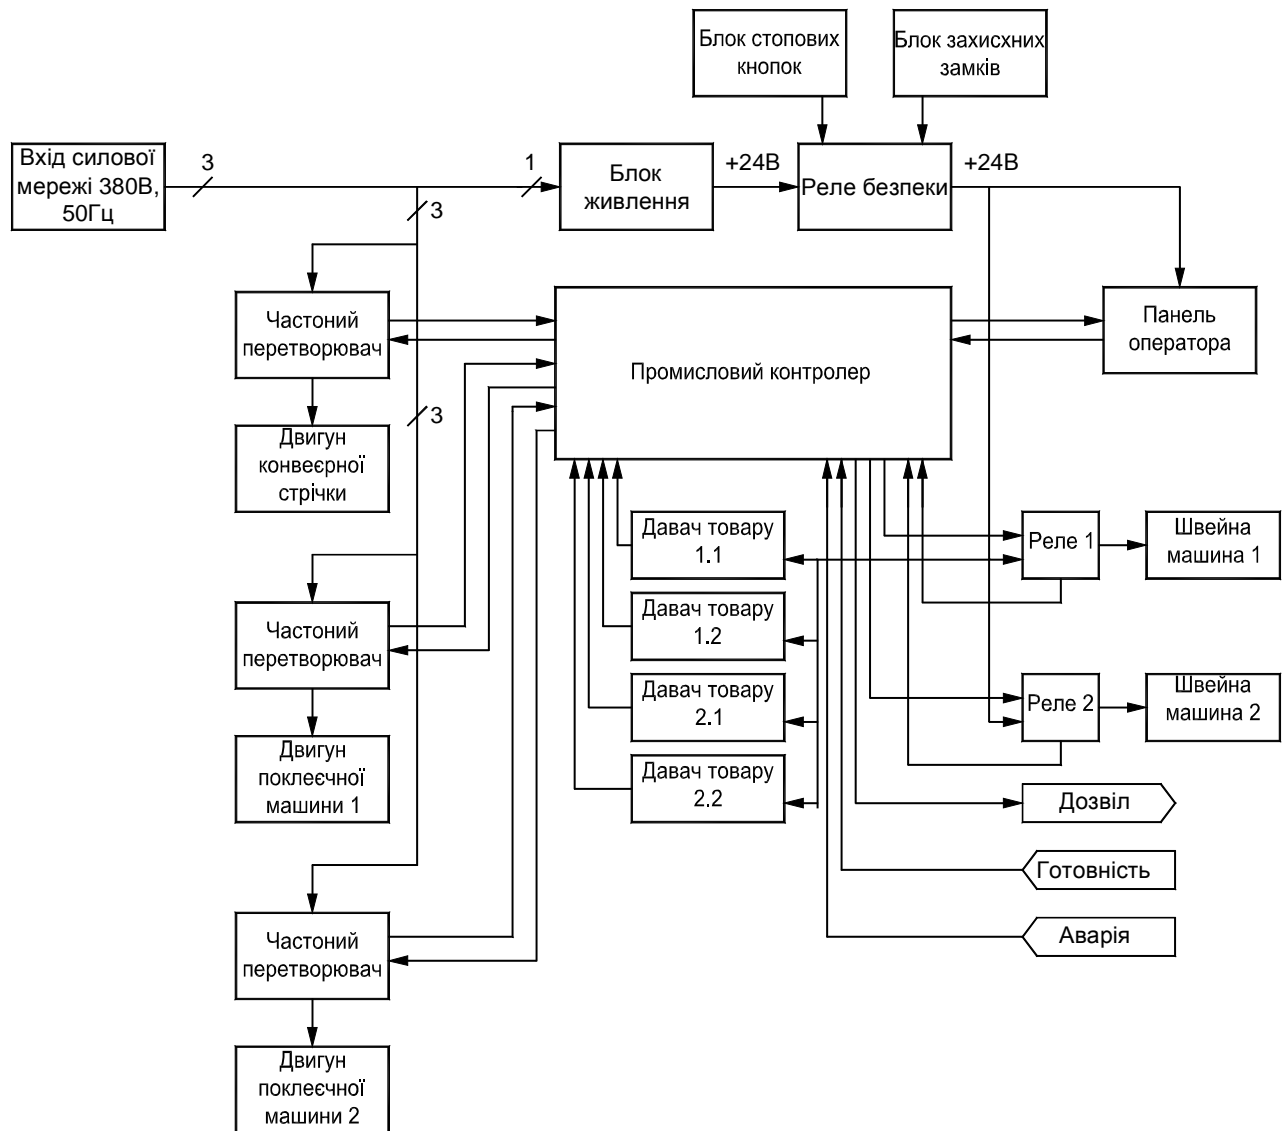 Блок стопових
кнопок
Блок захисхних
замків
Вхід силової
мережі 380В,
50Гц
3
1
Блок
живлення
+24В
Реле безпеки
+24В
3
Частоний
перетворювач
Промисловий контролер
Панель
оператора
3
Двигун
конвеєрної
стрічки
Давач товару
1.1
Реле 1
Швейна
машина 1
Частоний
перетворювач
Давач товару
1.2
Давач товару
2.1
Реле 2
Швейна
машина 2
Двигун
поклеєчної
машини 1
Давач товару
2.2
Дозвіл
Готовність
Частоний
перетворювач
Аварія
Двигун
поклеєчної
машини 2